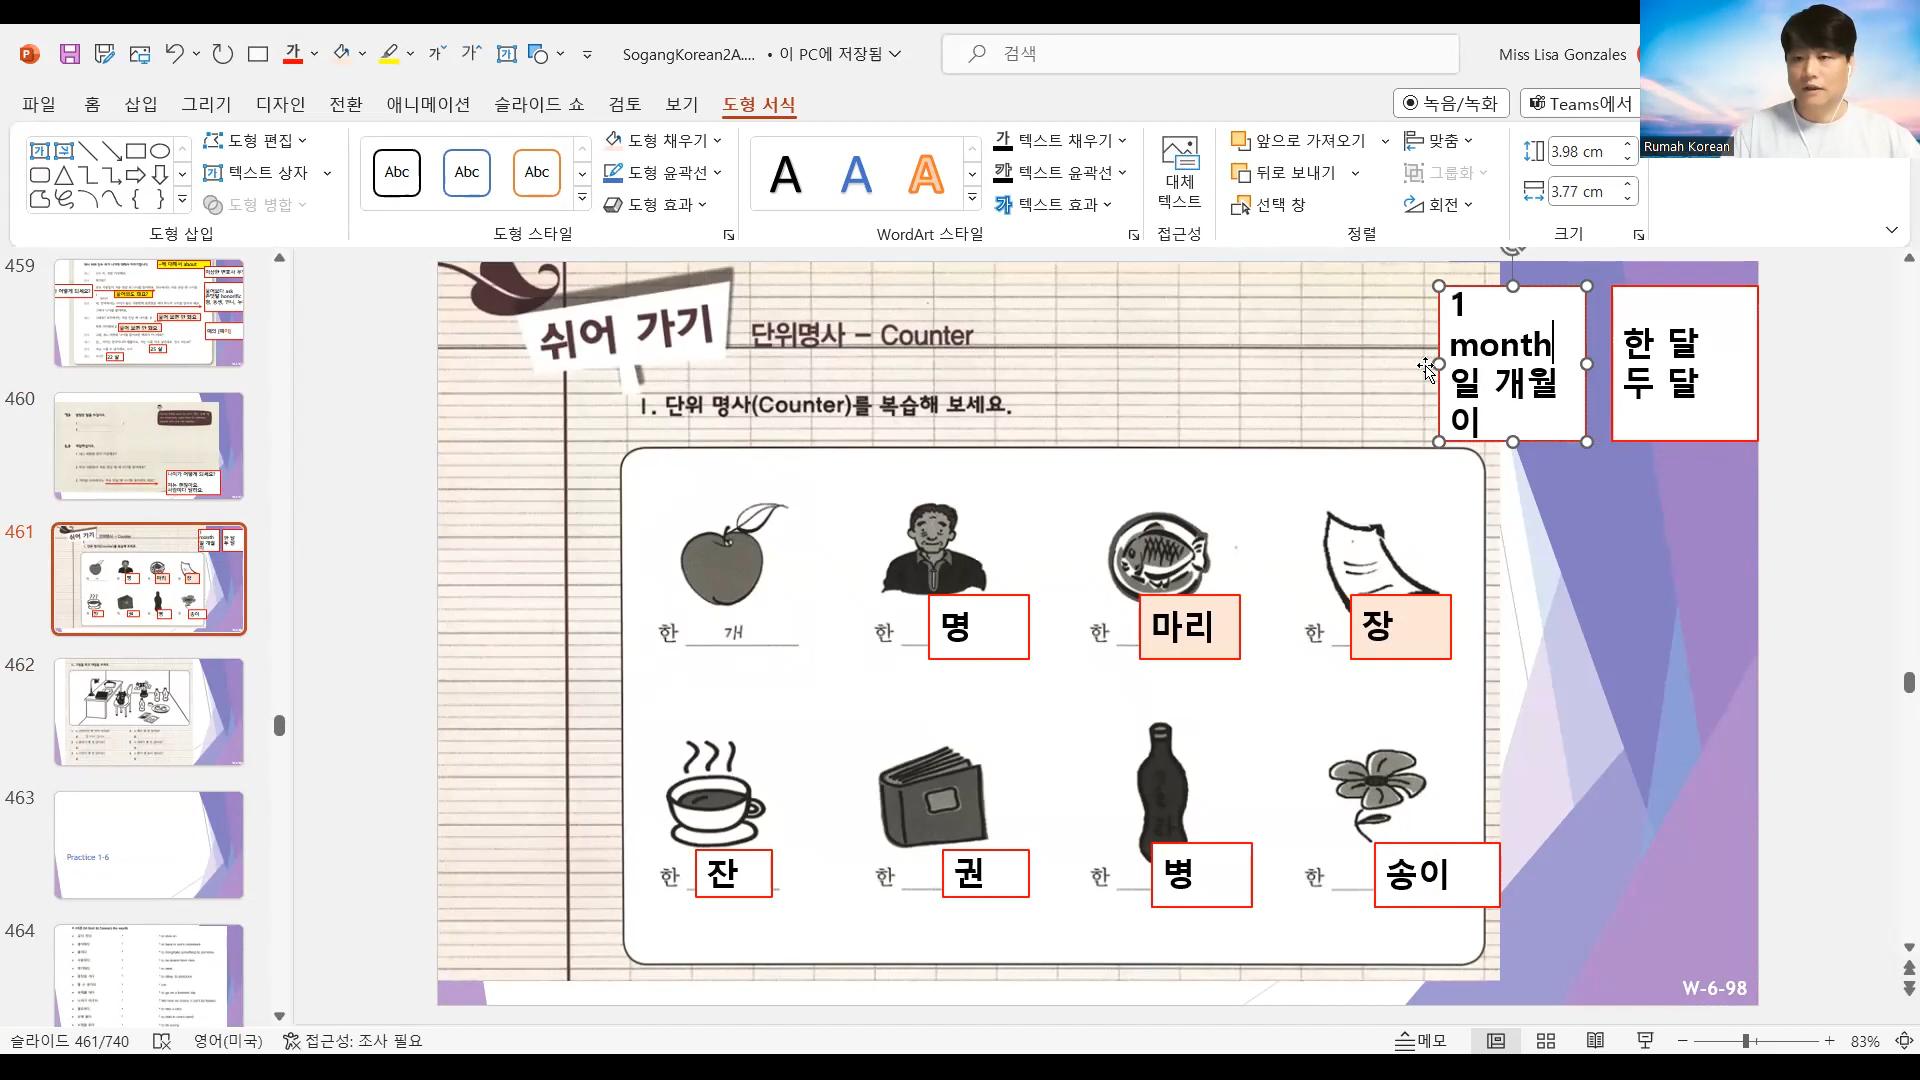 SogangKorean2A....
• 이 PC에 저장됨
검색
Miss Lisa Gonzales
Rumah Korean
파일
홈
삽입
그리기
디자인
전환
애니메이션
슬라이드 쇼
검토
보기
도형 서식
녹음/녹화
Teams에서
도형 편집
텍스트 상자
도형 병합
도형 삽입
Abc
Abc
Abc
도형 채우기
도형 윤곽선
도형 효과
도형 스타일
텍스트 채우기
텍스트 윤곽선
텍스트 효과
WordArt 스타일
대체
텍스트
접근성
앞으로 가져오기
뒤로 보내기
선택 창
맞춤
그룹화
회전
정렬
3.98 cm
3.77 cm
크기
459
460
461
462
463
Practice 1-6
464
쉬어 가기
단위명사 – Counter
1. 단위 명사(Counter)를 복습해 보세요.
1
month
일 개월
이
한 달
두 달
한 개
한 명
한 마리
한 장
한 잔
한 권
한 병
한 송이
W-6-98
슬라이드 461/740
영어(미국)
접근성: 조사 필요
메모
83%